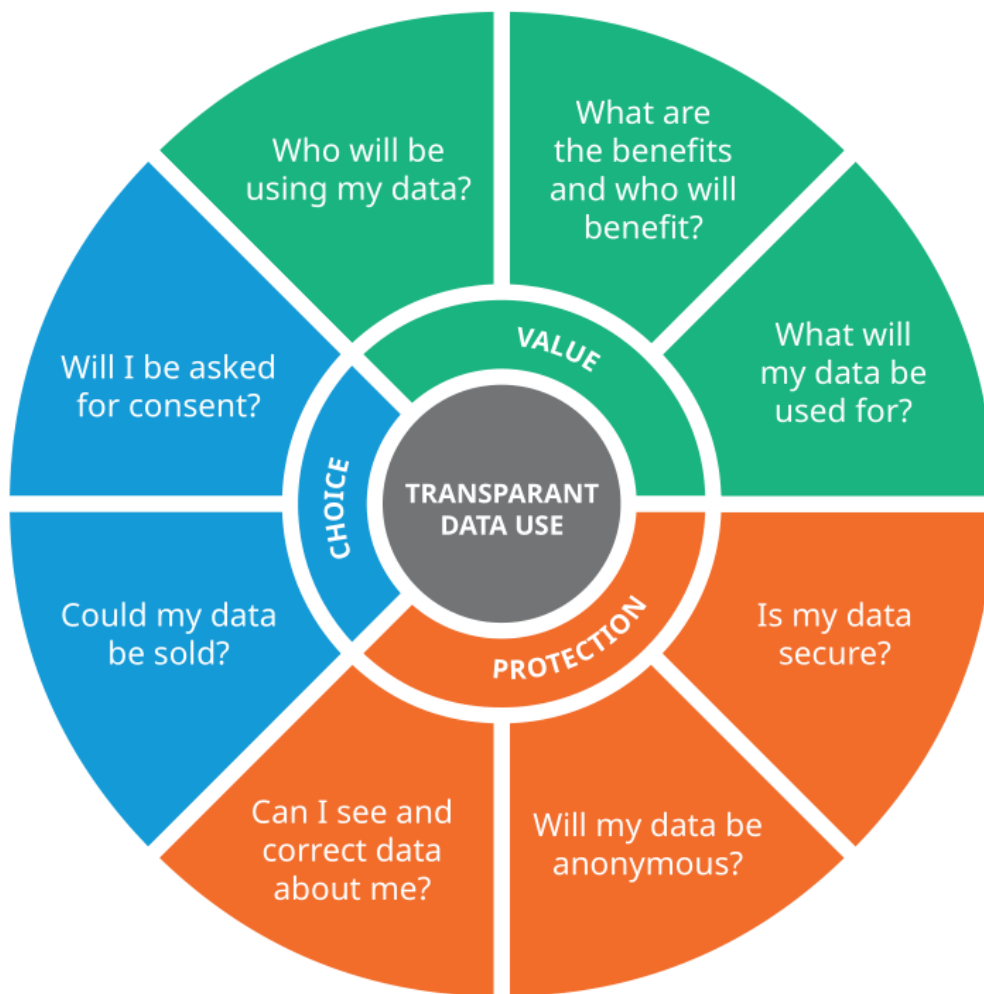 Who will be
using my data?
What are
the benefits
and who will
benefit?
What will
my data be
used for?
Is my data
secure?
Will my data be
anonymous?
Can I see and
correct data
about me?
Could my data
be sold?
Will I be asked
for consent?
VALUE
PROTECTION
CHOICE
TRANSPARANT
DATA USE